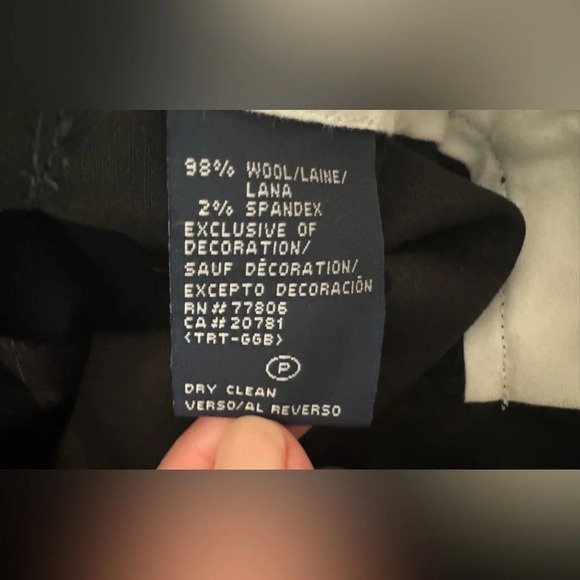 98% WOOL/LAINE/
LANA
2% SPANDEX
EXCLUSIVE OF
DECORATION/
SAUF DÉCORATION/
EXCEPTO DECORACIÓN
RN# 77806
CA# 20781
<TRT-GGB>
P
DRY CLEAN
VERSO/AL REVERSO